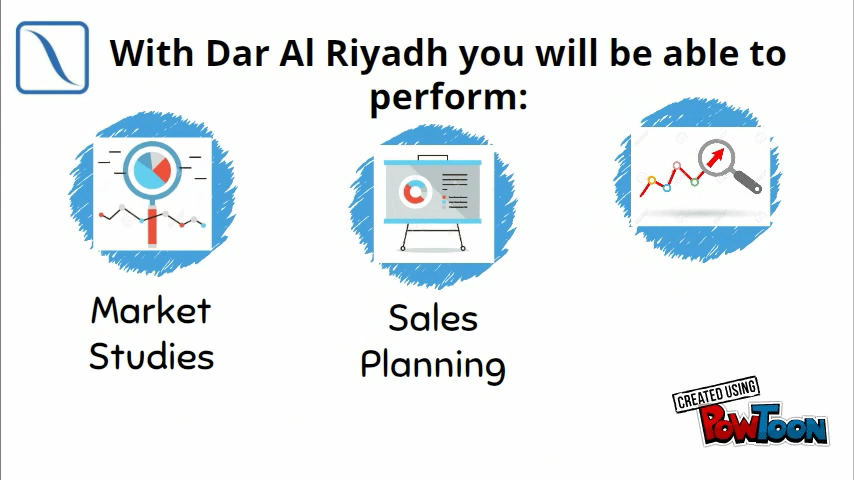 With Dar Al Riyadh you will be able to
perform:
Market
Studies
Sales
Planning
CREATED USING
POWTOON